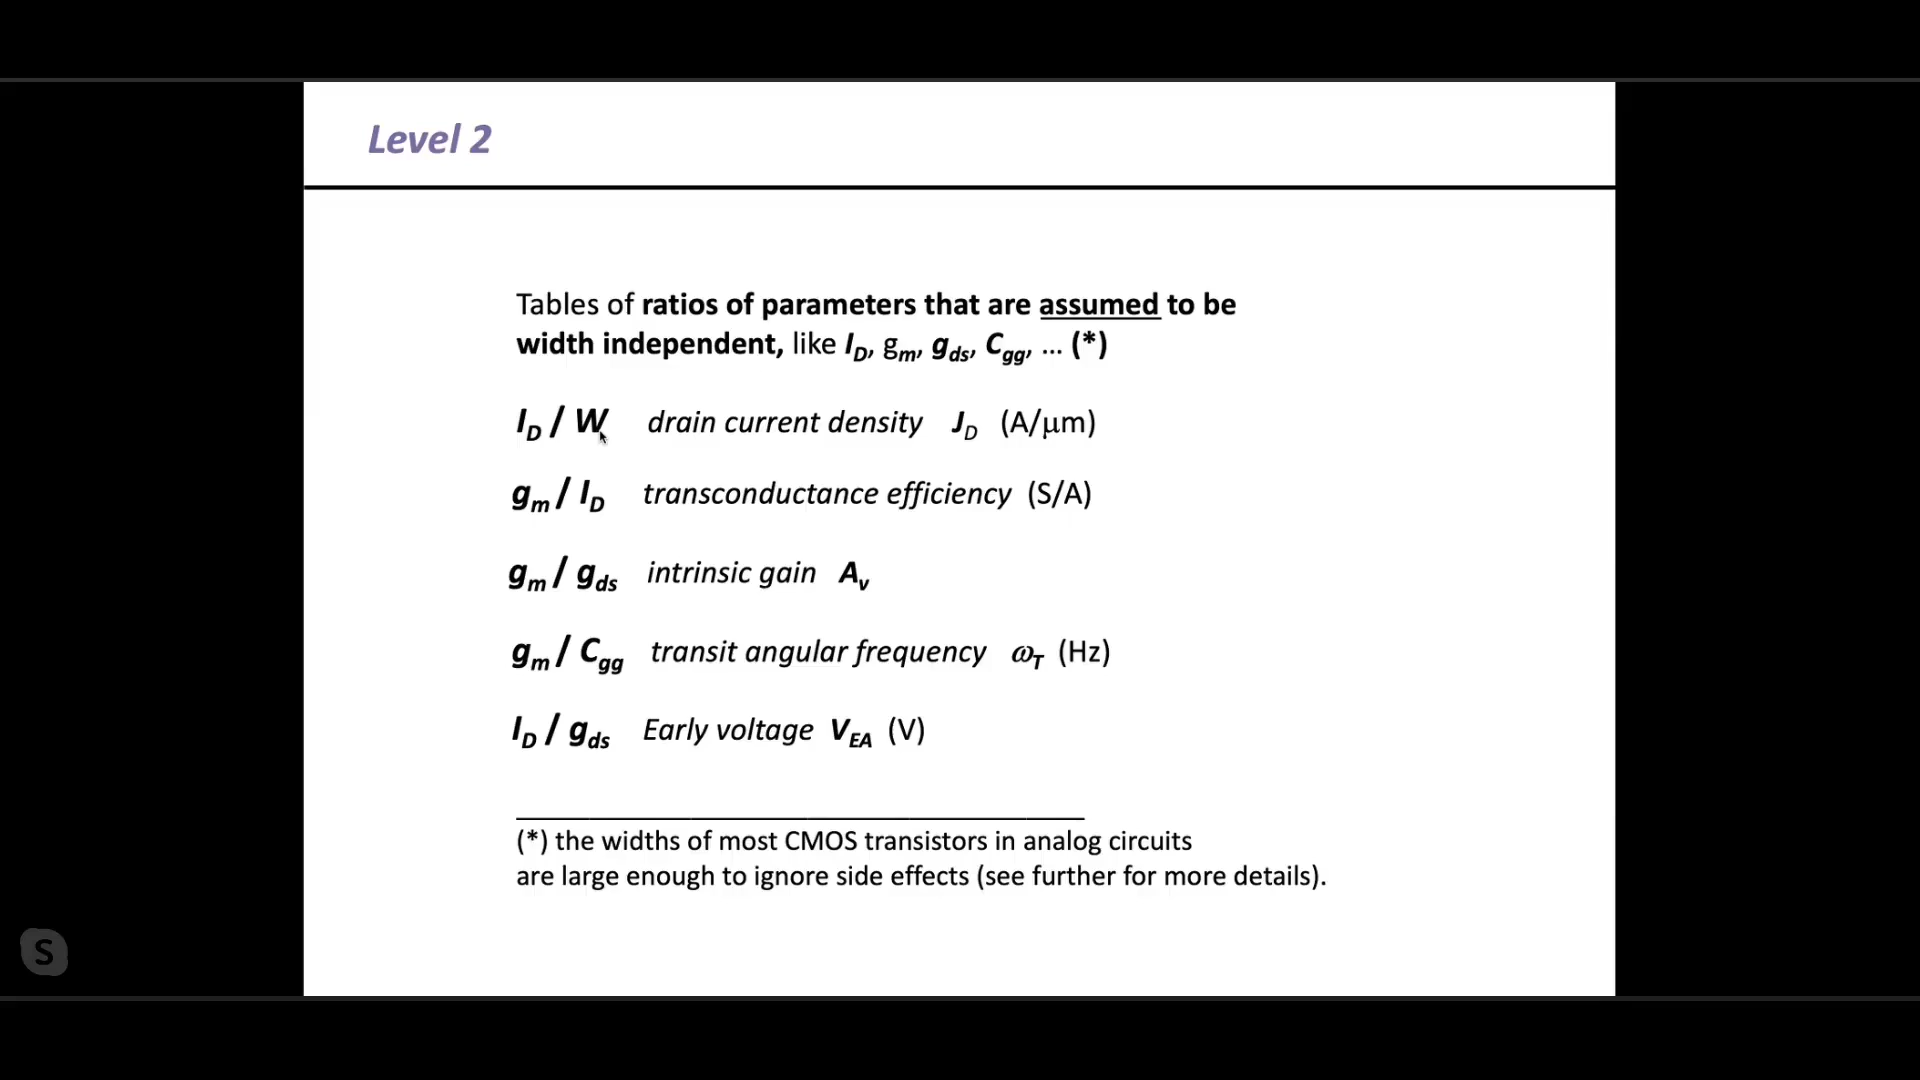 Level 2
Tables of ratios of parameters that are assumed to be
width independent, like I_D, g_m, g_ds, C_gg, ... (*)
I_D / W drain current density J_D (A/μm)
g_m / I_D transconductance efficiency (S/A)
g_m / g_ds intrinsic gain A_v
g_m / C_gg transit angular frequency ω_T (Hz)
I_D / g_ds Early voltage V_EA (V)
(*) the widths of most CMOS transistors in analog circuits
are large enough to ignore side effects (see further for more details).
S